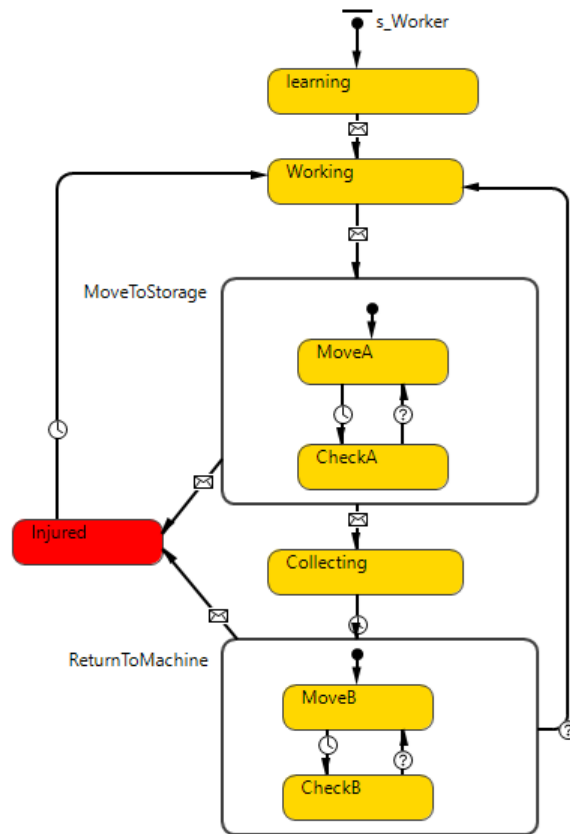 s_Worker
learning
Working
MoveToStorage
MoveA
?
CheckA
Injured
Collecting
ReturnToMachine
MoveB
?
?
CheckB